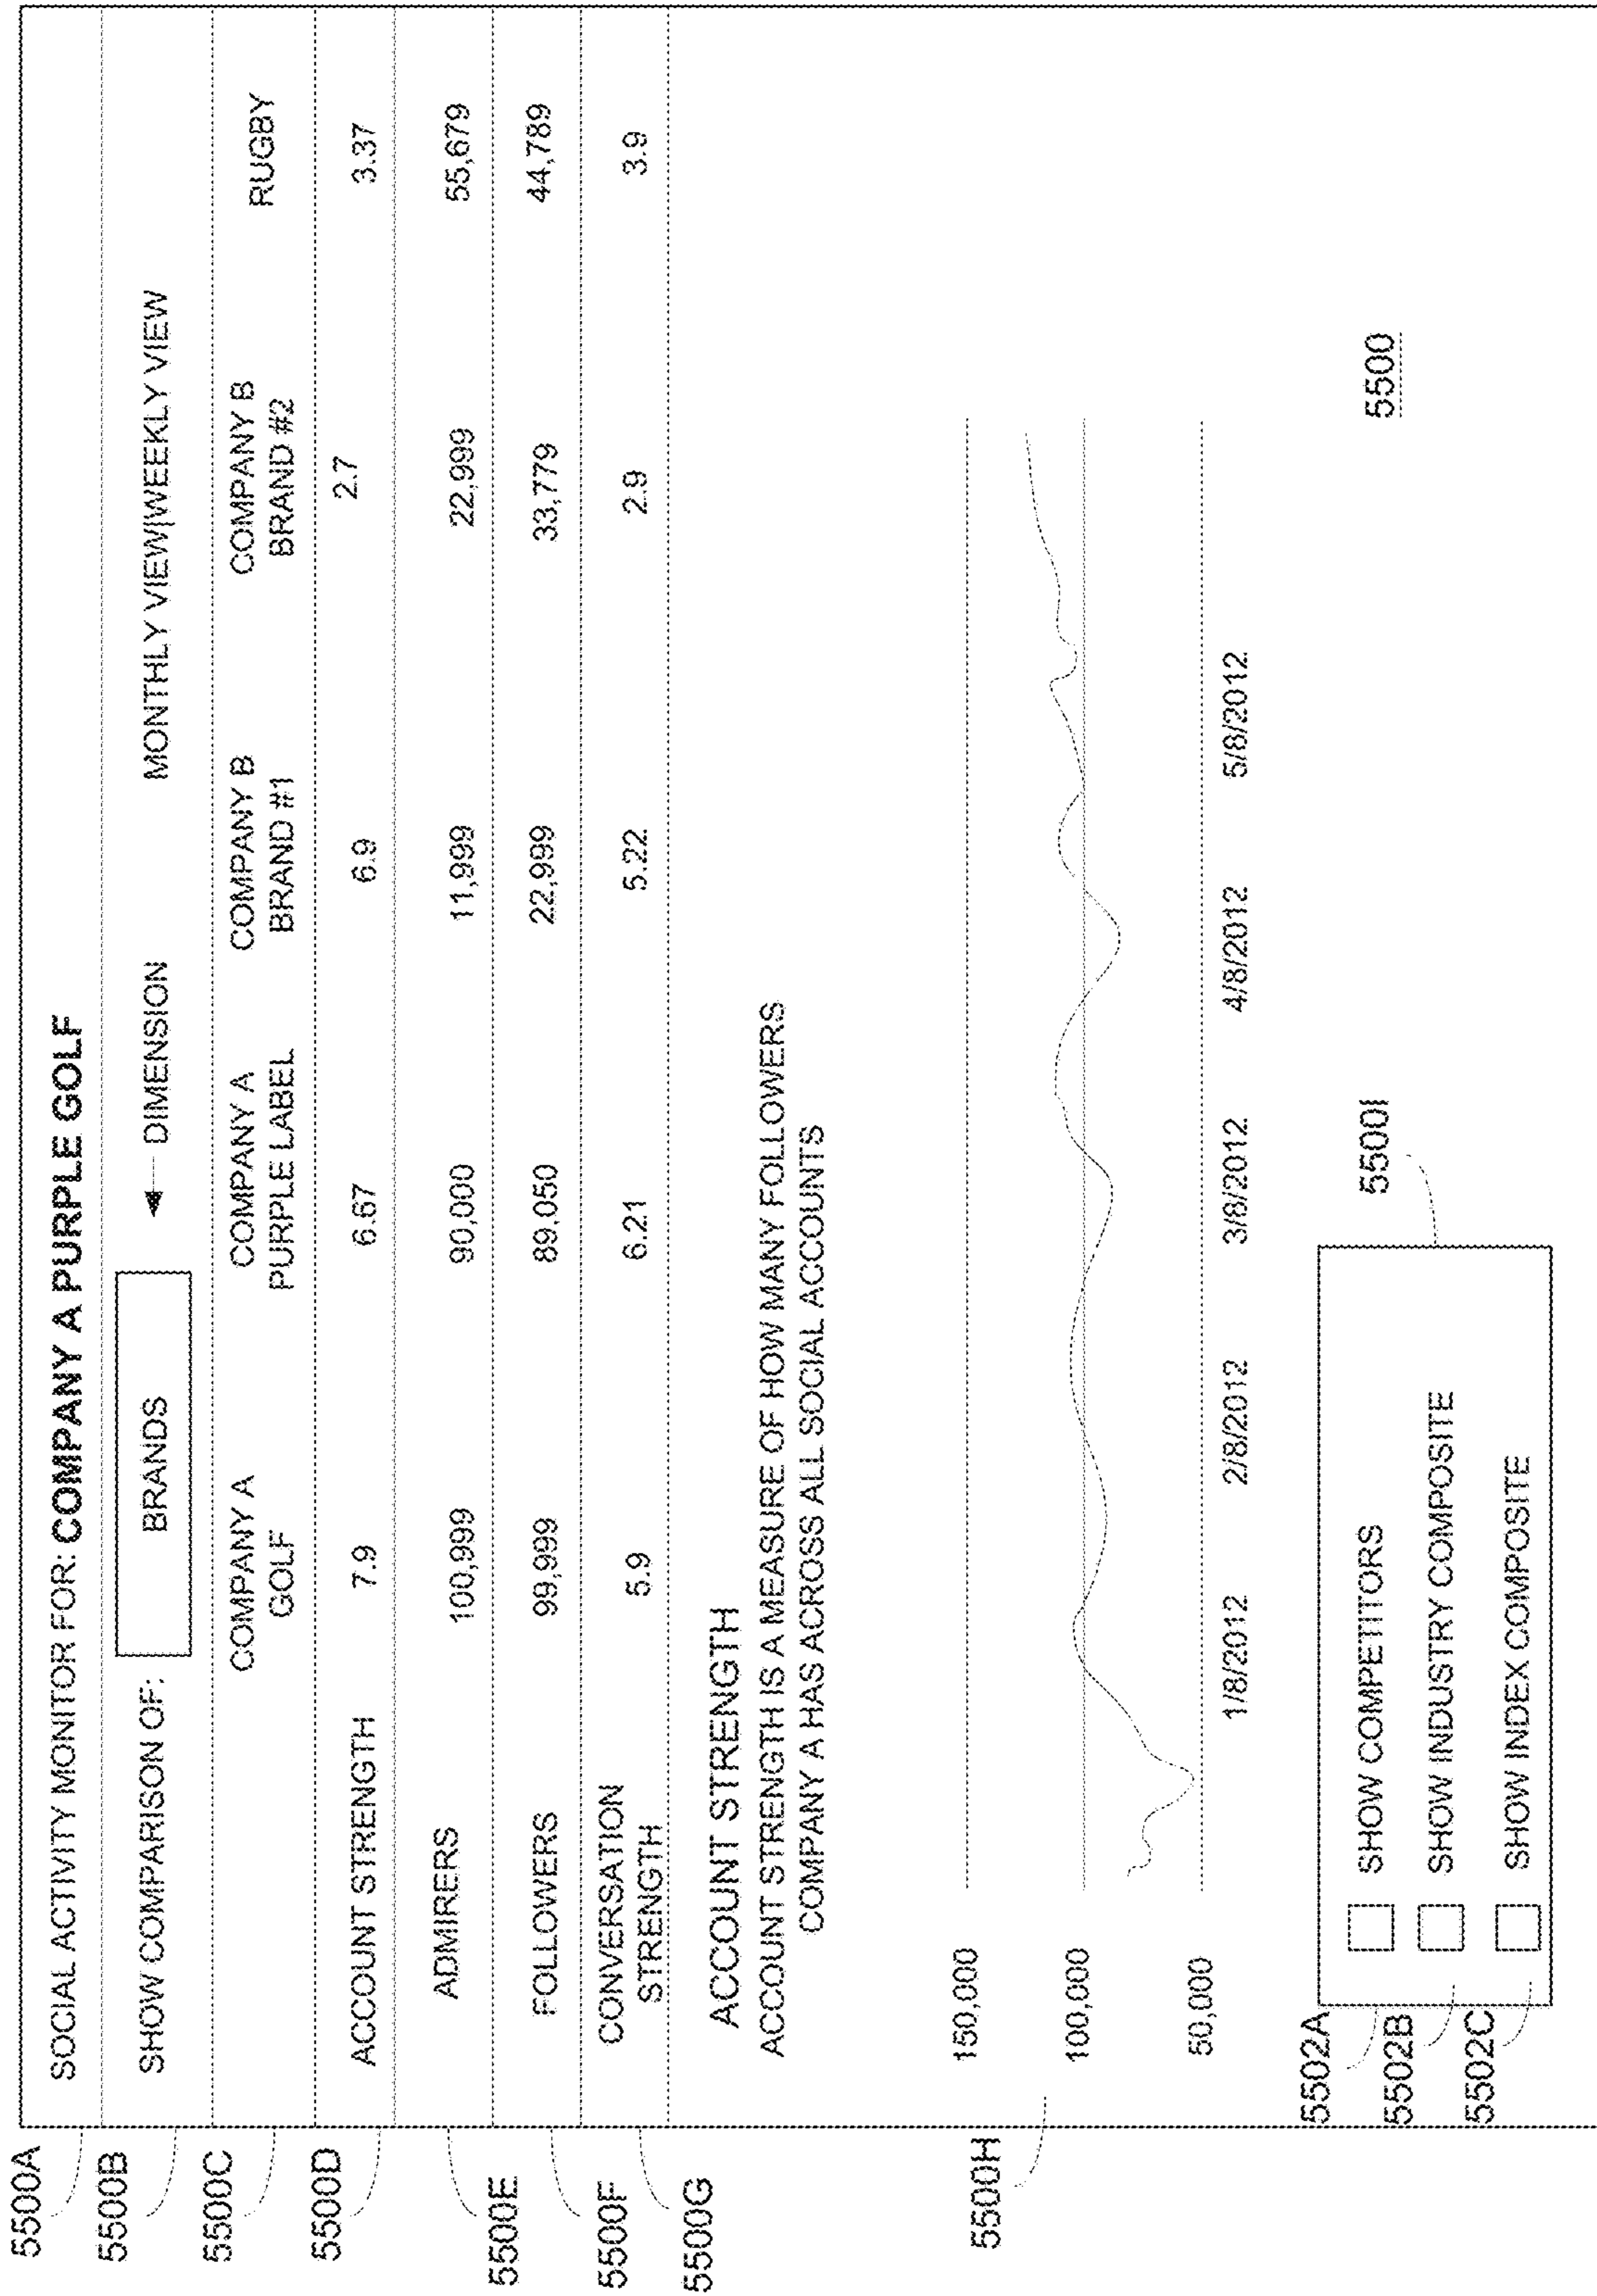 5500A
SOCIAL ACTIVITY MONITOR FOR: COMPANY A PURPLE GOLF
5500B
SHOW COMPARISON OF: BRANDS DIMENSION MONTHLY VIEW|WEEKLY VIEW
5500C
COMPANY A COMPANY A COMPANY B COMPANY B
GOLF PURPLE LABEL BRAND #1 BRAND #2 RUGBY
5500D
ACCOUNT STRENGTH 7.9 6.67 6.9 2.7 3.37
5500E
ADMIRERS 100,999 90,000 11,999 22,999 55,679
5500F
FOLLOWERS 99,999 89,050 22,999 33,779 44,789
5500G
CONVERSATION
STRENGTH 5.9 6.21 5.22 2.9 3.9
ACCOUNT STRENGTH
ACCOUNT STRENGTH IS A MEASURE OF HOW MANY FOLLOWERS
COMPANY A HAS ACROSS ALL SOCIAL ACCOUNTS
5500H
150,000
100,000
50,000
1/8/2012 2/8/2012 3/8/2012 4/8/2012 5/8/2012
5502A
SHOW COMPETITORS
5500I
5500
5502B
SHOW INDUSTRY COMPOSITE
5502C
SHOW INDEX COMPOSITE